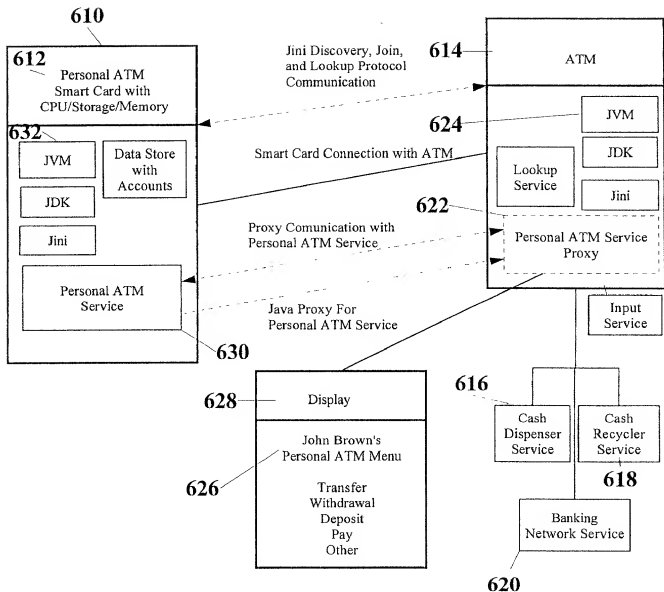 610
612
Personal ATM
Smart Card with
CPU/Storage/Memory
632
JVM
Data Store
with
Accounts
JDK
Jini
Personal ATM
Service
630
Jini Discovery, Join,
and Lookup Protocol
Communication
Smart Card Connection with ATM
Proxy Comunication with
Personal ATM Service
Java Proxy For
Personal ATM Service
614
ATM
624
JVM
JDK
Lookup
Service
Jini
622
Personal ATM Service
Proxy
Input
Service
628
Display
626
John Brown's
Personal ATM Menu
Transfer
Withdrawal
Deposit
Pay
Other
616
Cash
Dispenser
Service
Cash
Recycler
Service
618
Banking
Network Service
620